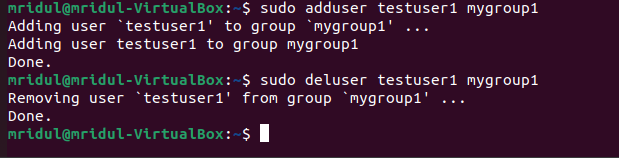 mridul@mridul-VirtualBox:~$ sudo adduser testuser1 mygroup1
Adding user `testuser1' to group `mygroup1' ...
Adding user testuser1 to group mygroup1
Done.
mridul@mridul-VirtualBox:~$ sudo deluser testuser1 mygroup1
Removing user `testuser1' from group `mygroup1' ...
Done.
mridul@mridul-VirtualBox:~$